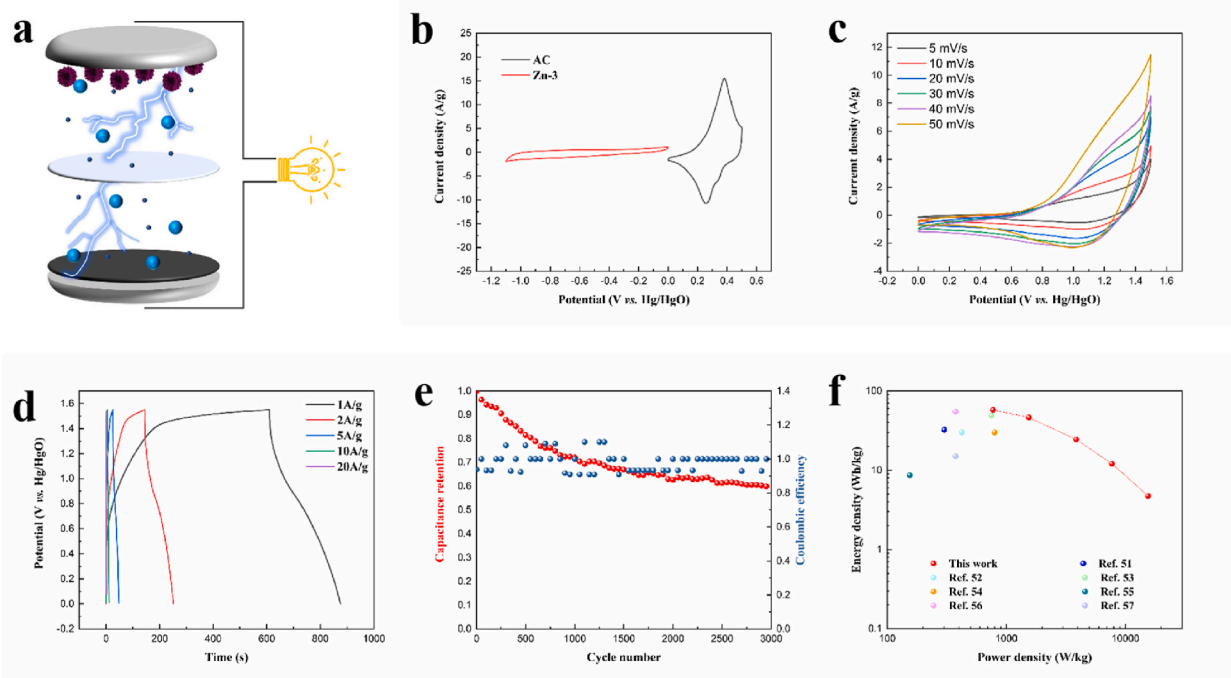 a
b
25
20
15
10
5
0
-5
-10
-15
-20
-25
Current density (A/g)
AC
Zn-3
-1.2 -1.0 -0.8 -0.6 -0.4 -0.2 0.0 0.2 0.4 0.6
Potential (V vs. Hg/HgO)
c
12
10
8
6
4
2
0
-2
-4
Current density (A/g)
5 mV/s
10 mV/s
20 mV/s
30 mV/s
40 mV/s
50 mV/s
0.0 0.2 0.4 0.6 0.8 1.0 1.2 1.4 1.6
Potential (V vs. Hg/HgO)
d
1.6
1.4
1.2
1.0
0.8
0.6
0.4
0.2
0.0
-0.2
Potential (V vs. Hg/HgO)
1A/g
2A/g
5A/g
10A/g
20A/g
0 200 400 600 800 1000
Time (s)
e
1.0
0.9
0.8
0.7
0.6
0.5
0.4
0.3
0.2
0.1
0.0
Capacitance retention
1.4
1.2
1.0
0.8
0.6
0.4
0.2
0.0
Coulombic efficiency
0 500 1000 1500 2000 2500 3000
Cycle number
f
100
10
1
0.1
Energy density (Wh/kg)
This work
Ref. 51
Ref. 52
Ref. 53
Ref. 54
Ref. 55
Ref. 56
Ref. 57
1000 10000
Power density (W/kg)